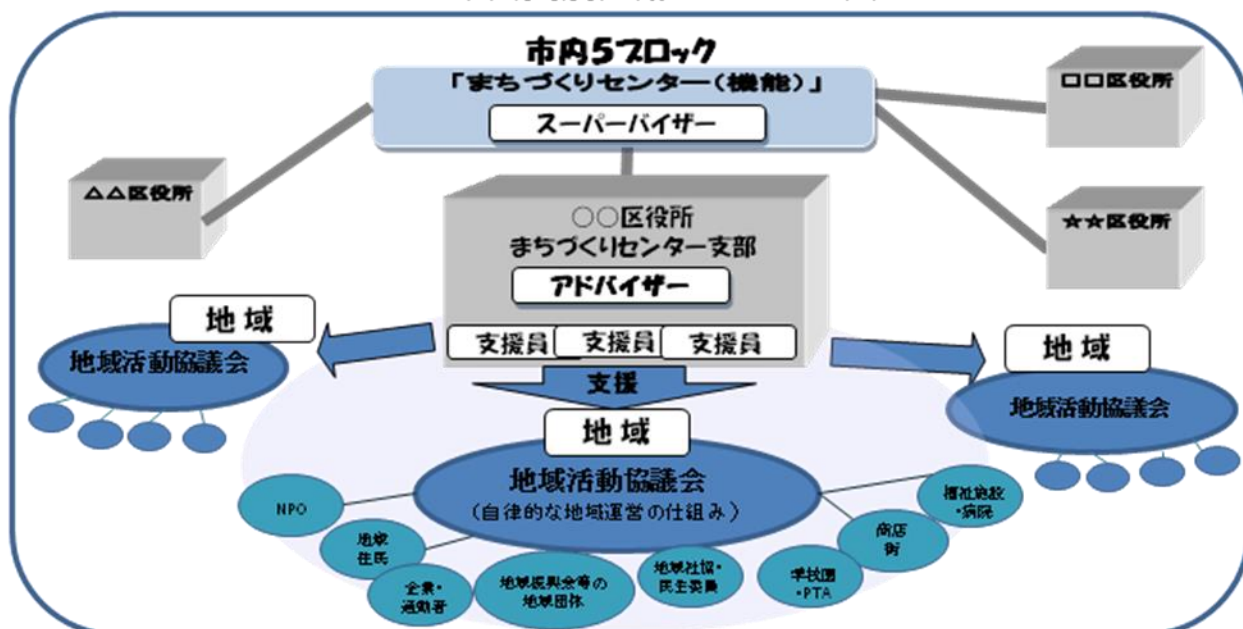 市内5ブロック
「まちづくりセンター(機能)」
スーパーバイザー
□□区役所
△△区役所
☆☆区役所
○○区役所
まちづくりセンター支部
アドバイザー
支援員
支援員
支援員
支援
地域
地域活動協議会
地域
地域活動協議会
地域
地域活動協議会
(自律的な地域運営の仕組み)
NPO
地域
住民
企業・
通勤者
地域振興会等の
地域団体
地域社協・
民生委員
学校園
・PTA
商店
街
福祉施設
・病院